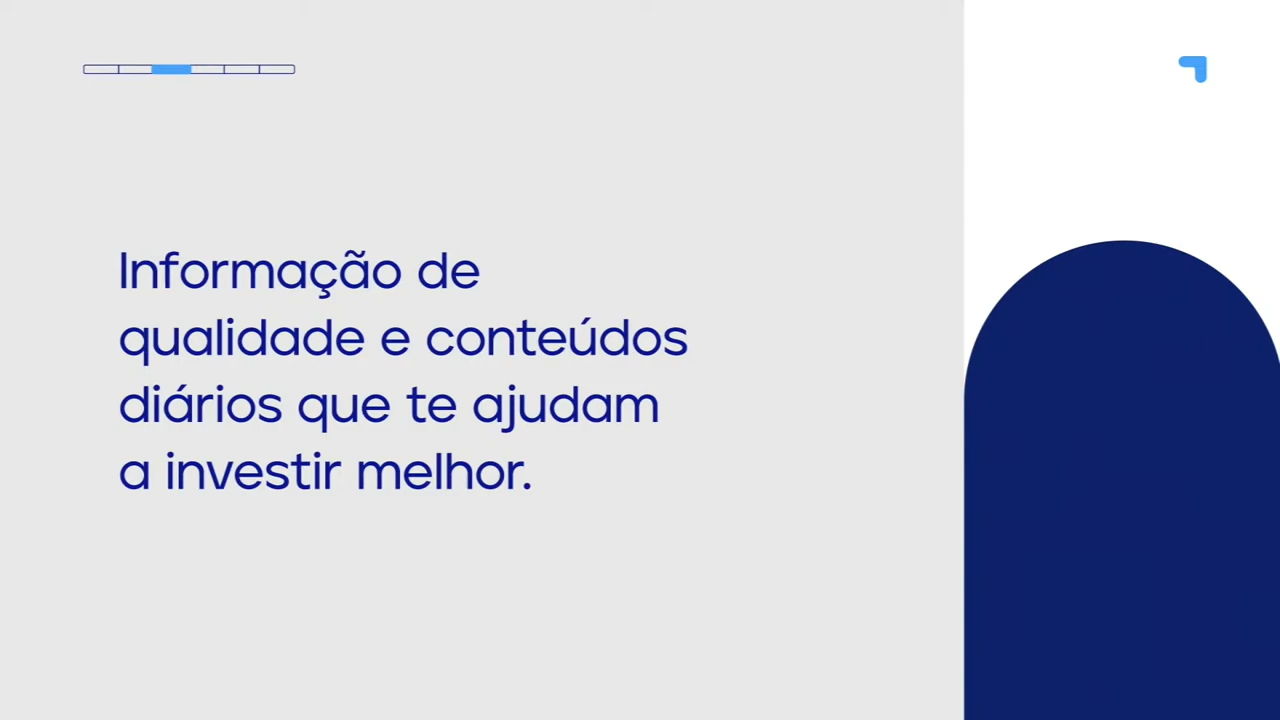 Informação de
qualidade e conteúdos
diários que te ajudam
a investir melhor.